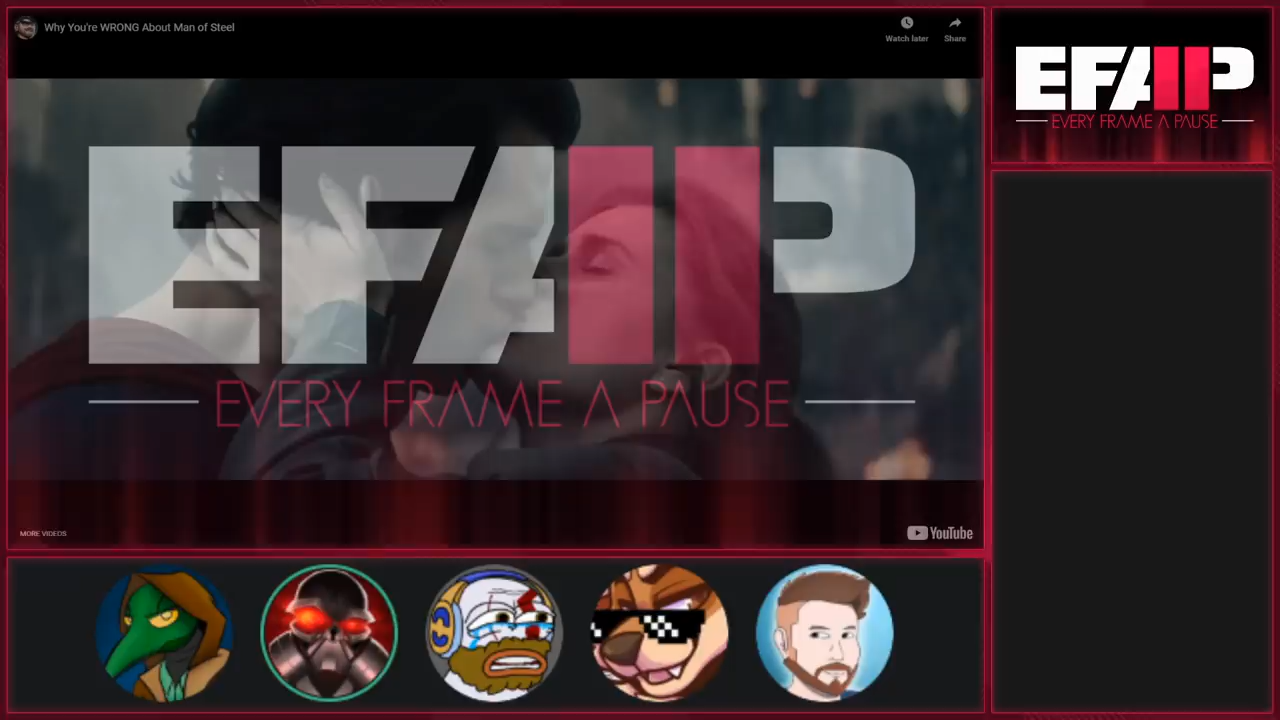 Why You're WRONG About Man of Steel
Watch later
Share
EFAP
EVERY FRAME A PAUSE
MORE VIDEOS
YouTube
EFAP
EVERY FRAME A PAUSE